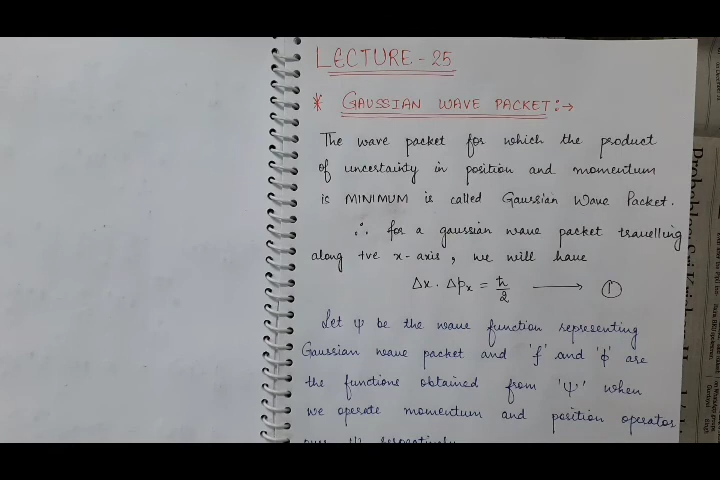 LECTURE - 25
* GAUSSIAN WAVE PACKET :→
The wave packet for which the product
of uncertainty in position and momentum
is MINIMUM is called Gaussian Wave Packet.
∴ for a gaussian wave packet travelling
along +ve x-axis, we will have
Δx . Δpₓ = ħ/2 ⟶ ①
Let ψ be the wave function representing
Gaussian wave packet and 'f' and 'ϕ' are
the functions obtained from 'ψ' when
we operate momentum and position operator
over ψ respectively